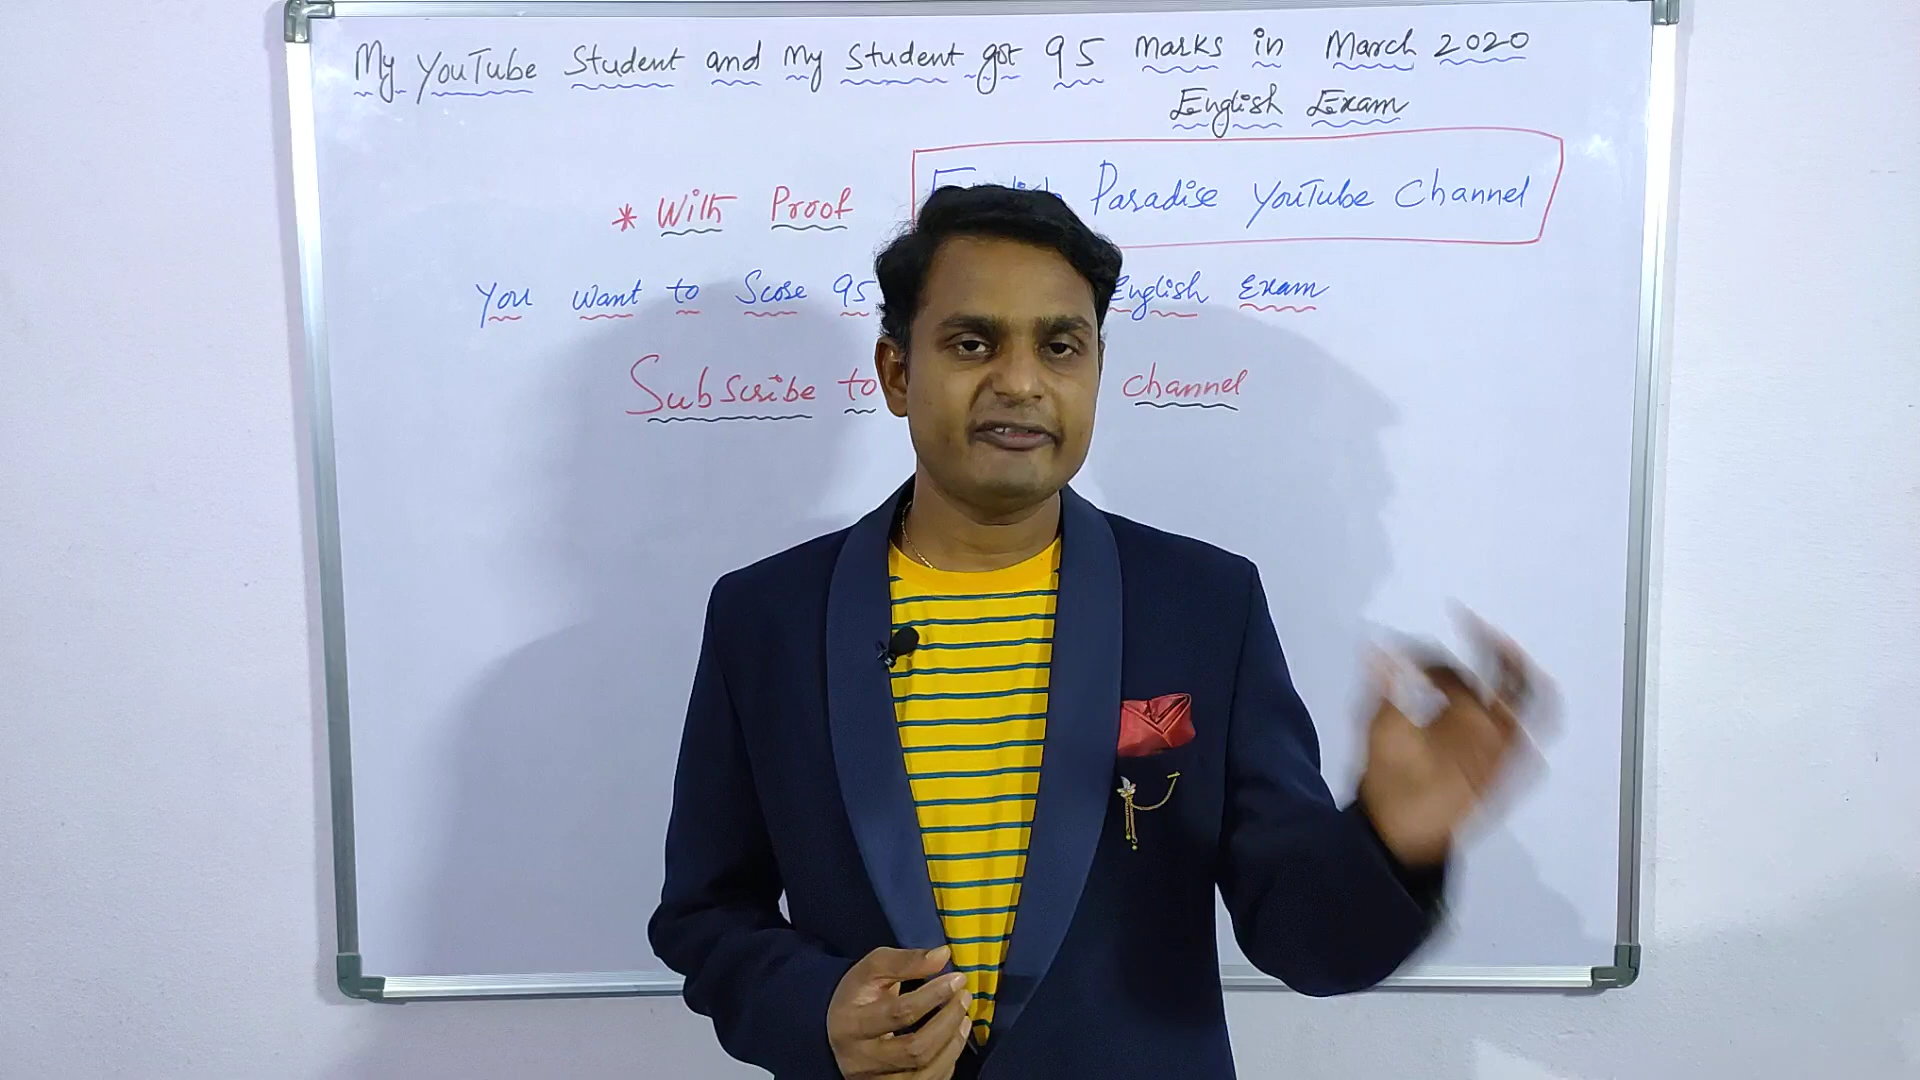 My YouTube Student and My Student got 95 Marks in March 2020
English Exam
* With Proof
English Paradise YouTube Channel
You want to Score 95 English Exam
Subscribe to channel